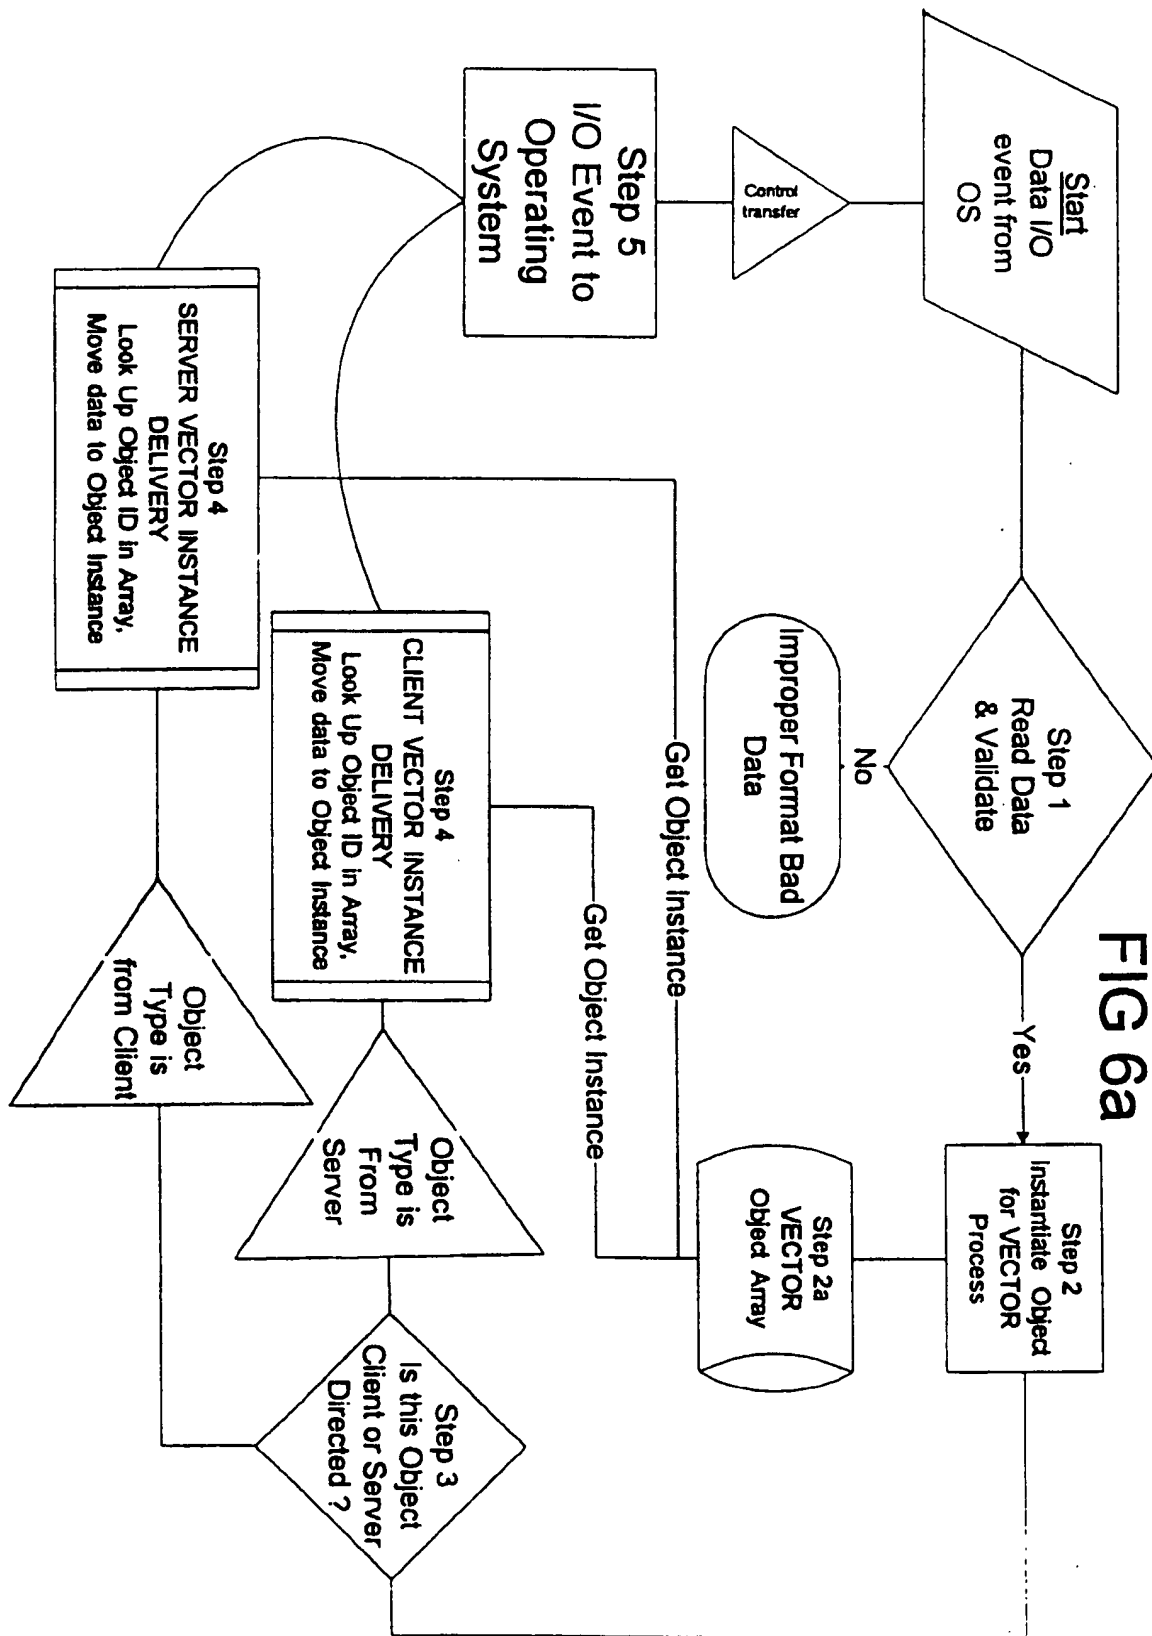 FIG 6a
Start
Data I/O
event from
OS
Step 1
Read Data
& Validate
Yes
No
Improper Format Bad
Data
Step 2
Instantiate Object
for VECTOR
Process
Step 2a
VECTOR
Object Array
Control
transfer
Step 5
I/O Event to
Operating
System
Get Object Instance
Get Object Instance
Step 4
CLIENT VECTOR INSTANCE
DELIVERY
Look Up Object ID in Array,
Move data to Object Instance
Object
Type is
From
Server
Step 3
Is this Object
Client or Server
Directed ?
Step 4
SERVER VECTOR INSTANCE
DELIVERY
Look Up Object ID in Array,
Move data to Object Instance
Object
Type is
from Client